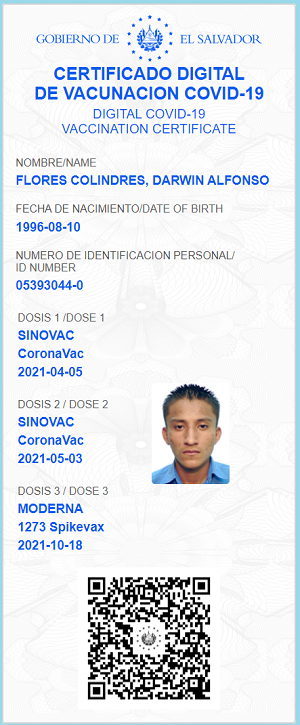 GOBIERNO DE EL SALVADOR
CERTIFICADO DIGITAL
DE VACUNACION COVID-19
DIGITAL COVID-19
VACCINATION CERTIFICATE
NOMBRE/NAME
FLORES COLINDRES, DARWIN ALFONSO
FECHA DE NACIMIENTO/DATE OF BIRTH
1996-08-10
NUMERO DE IDENTIFICACION PERSONAL/
ID NUMBER
05393044-0
DOSIS 1 /DOSE 1
SINOVAC
CoronaVac
2021-04-05
DOSIS 2 / DOSE 2
SINOVAC
CoronaVac
2021-05-03
DOSIS 3 / DOSE 3
MODERNA
1273 Spikevax
2021-10-18